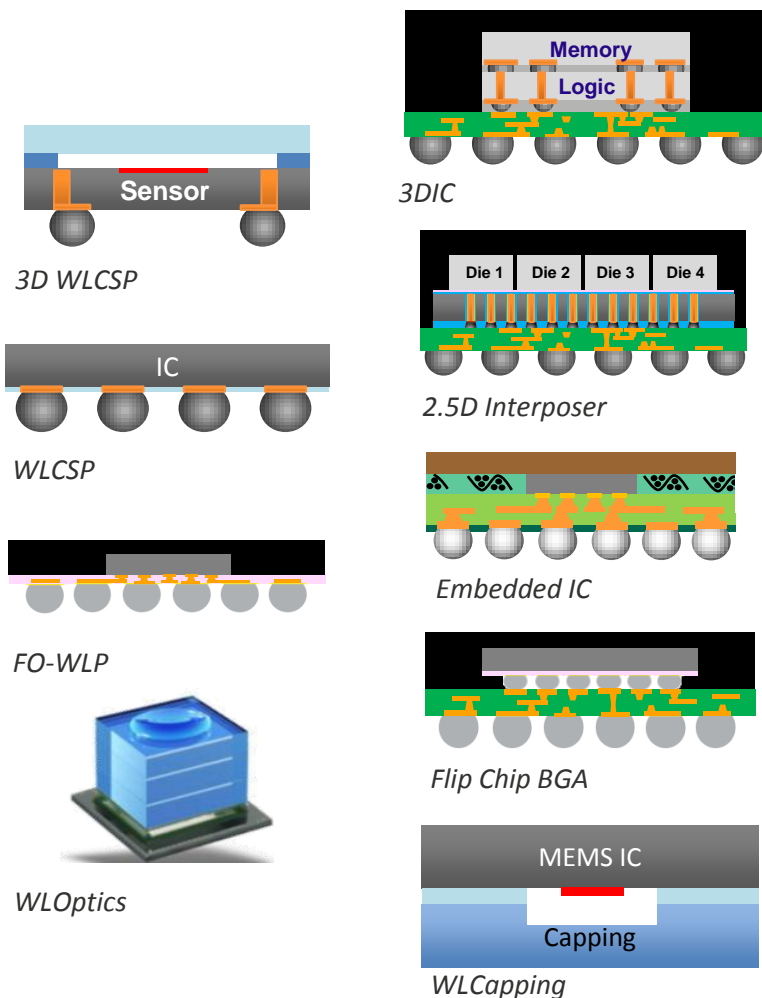 Sensor
3D WLCSP
IC
WLCSP
FO-WLP
WLOptics
Memory
Logic
3DIC
Die 1 Die 2 Die 3 Die 4
2.5D Interposer
Embedded IC
Flip Chip BGA
MEMS IC
Capping
WLCapping